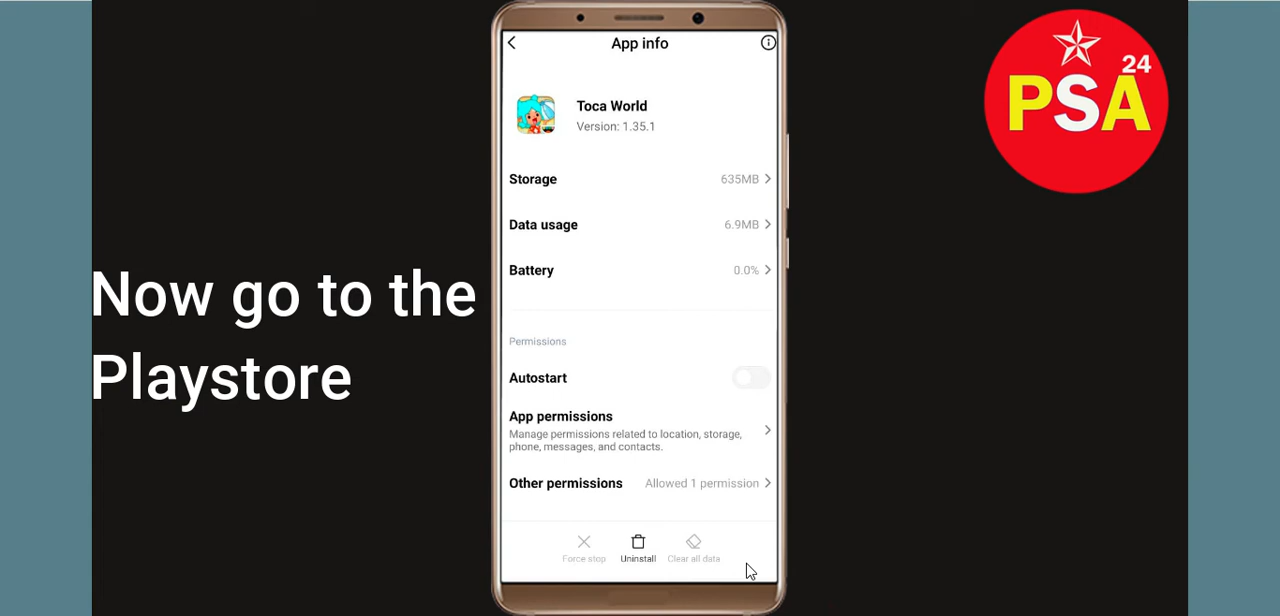 App info
Toca World
Version: 1.35.1
Storage 635MB
Data usage 6.9MB
Battery 0.0%
Permissions
Autostart
App permissions
Manage permissions related to location, storage,
phone, messages, and contacts.
Other permissions Allowed 1 permission
Force stop Uninstall Clear all data
Now go to the
Playstore
PSA 24